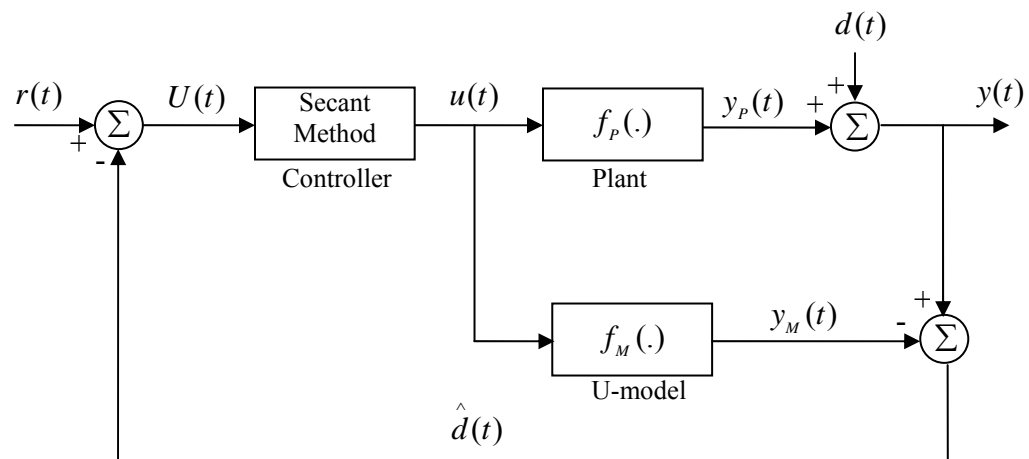 d(t)
r(t)
U(t)
Secant
Method
u(t)
f_P(.)
y_P(t)
y(t)
+
+
Σ
Σ
+
-
Controller
Plant
+
-
Σ
f_M(.)
y_M(t)
U-model
d̂(t)